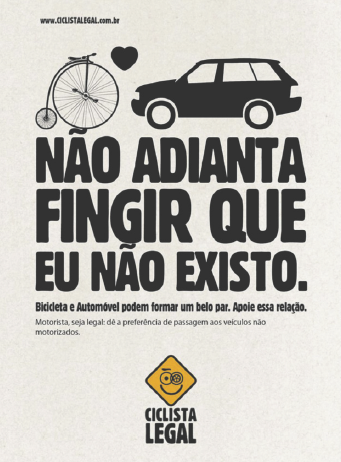 www.CICLISTALEGAL.com.br
NÃO ADIANTA
FINGIR QUE
EU NÃO EXISTO.
Bicicleta e Automóvel podem formar um belo par. Apoie essa relação.
Motorista, seja legal: dê a preferência de passagem aos veículos não
motorizados.
CICLISTA
LEGAL